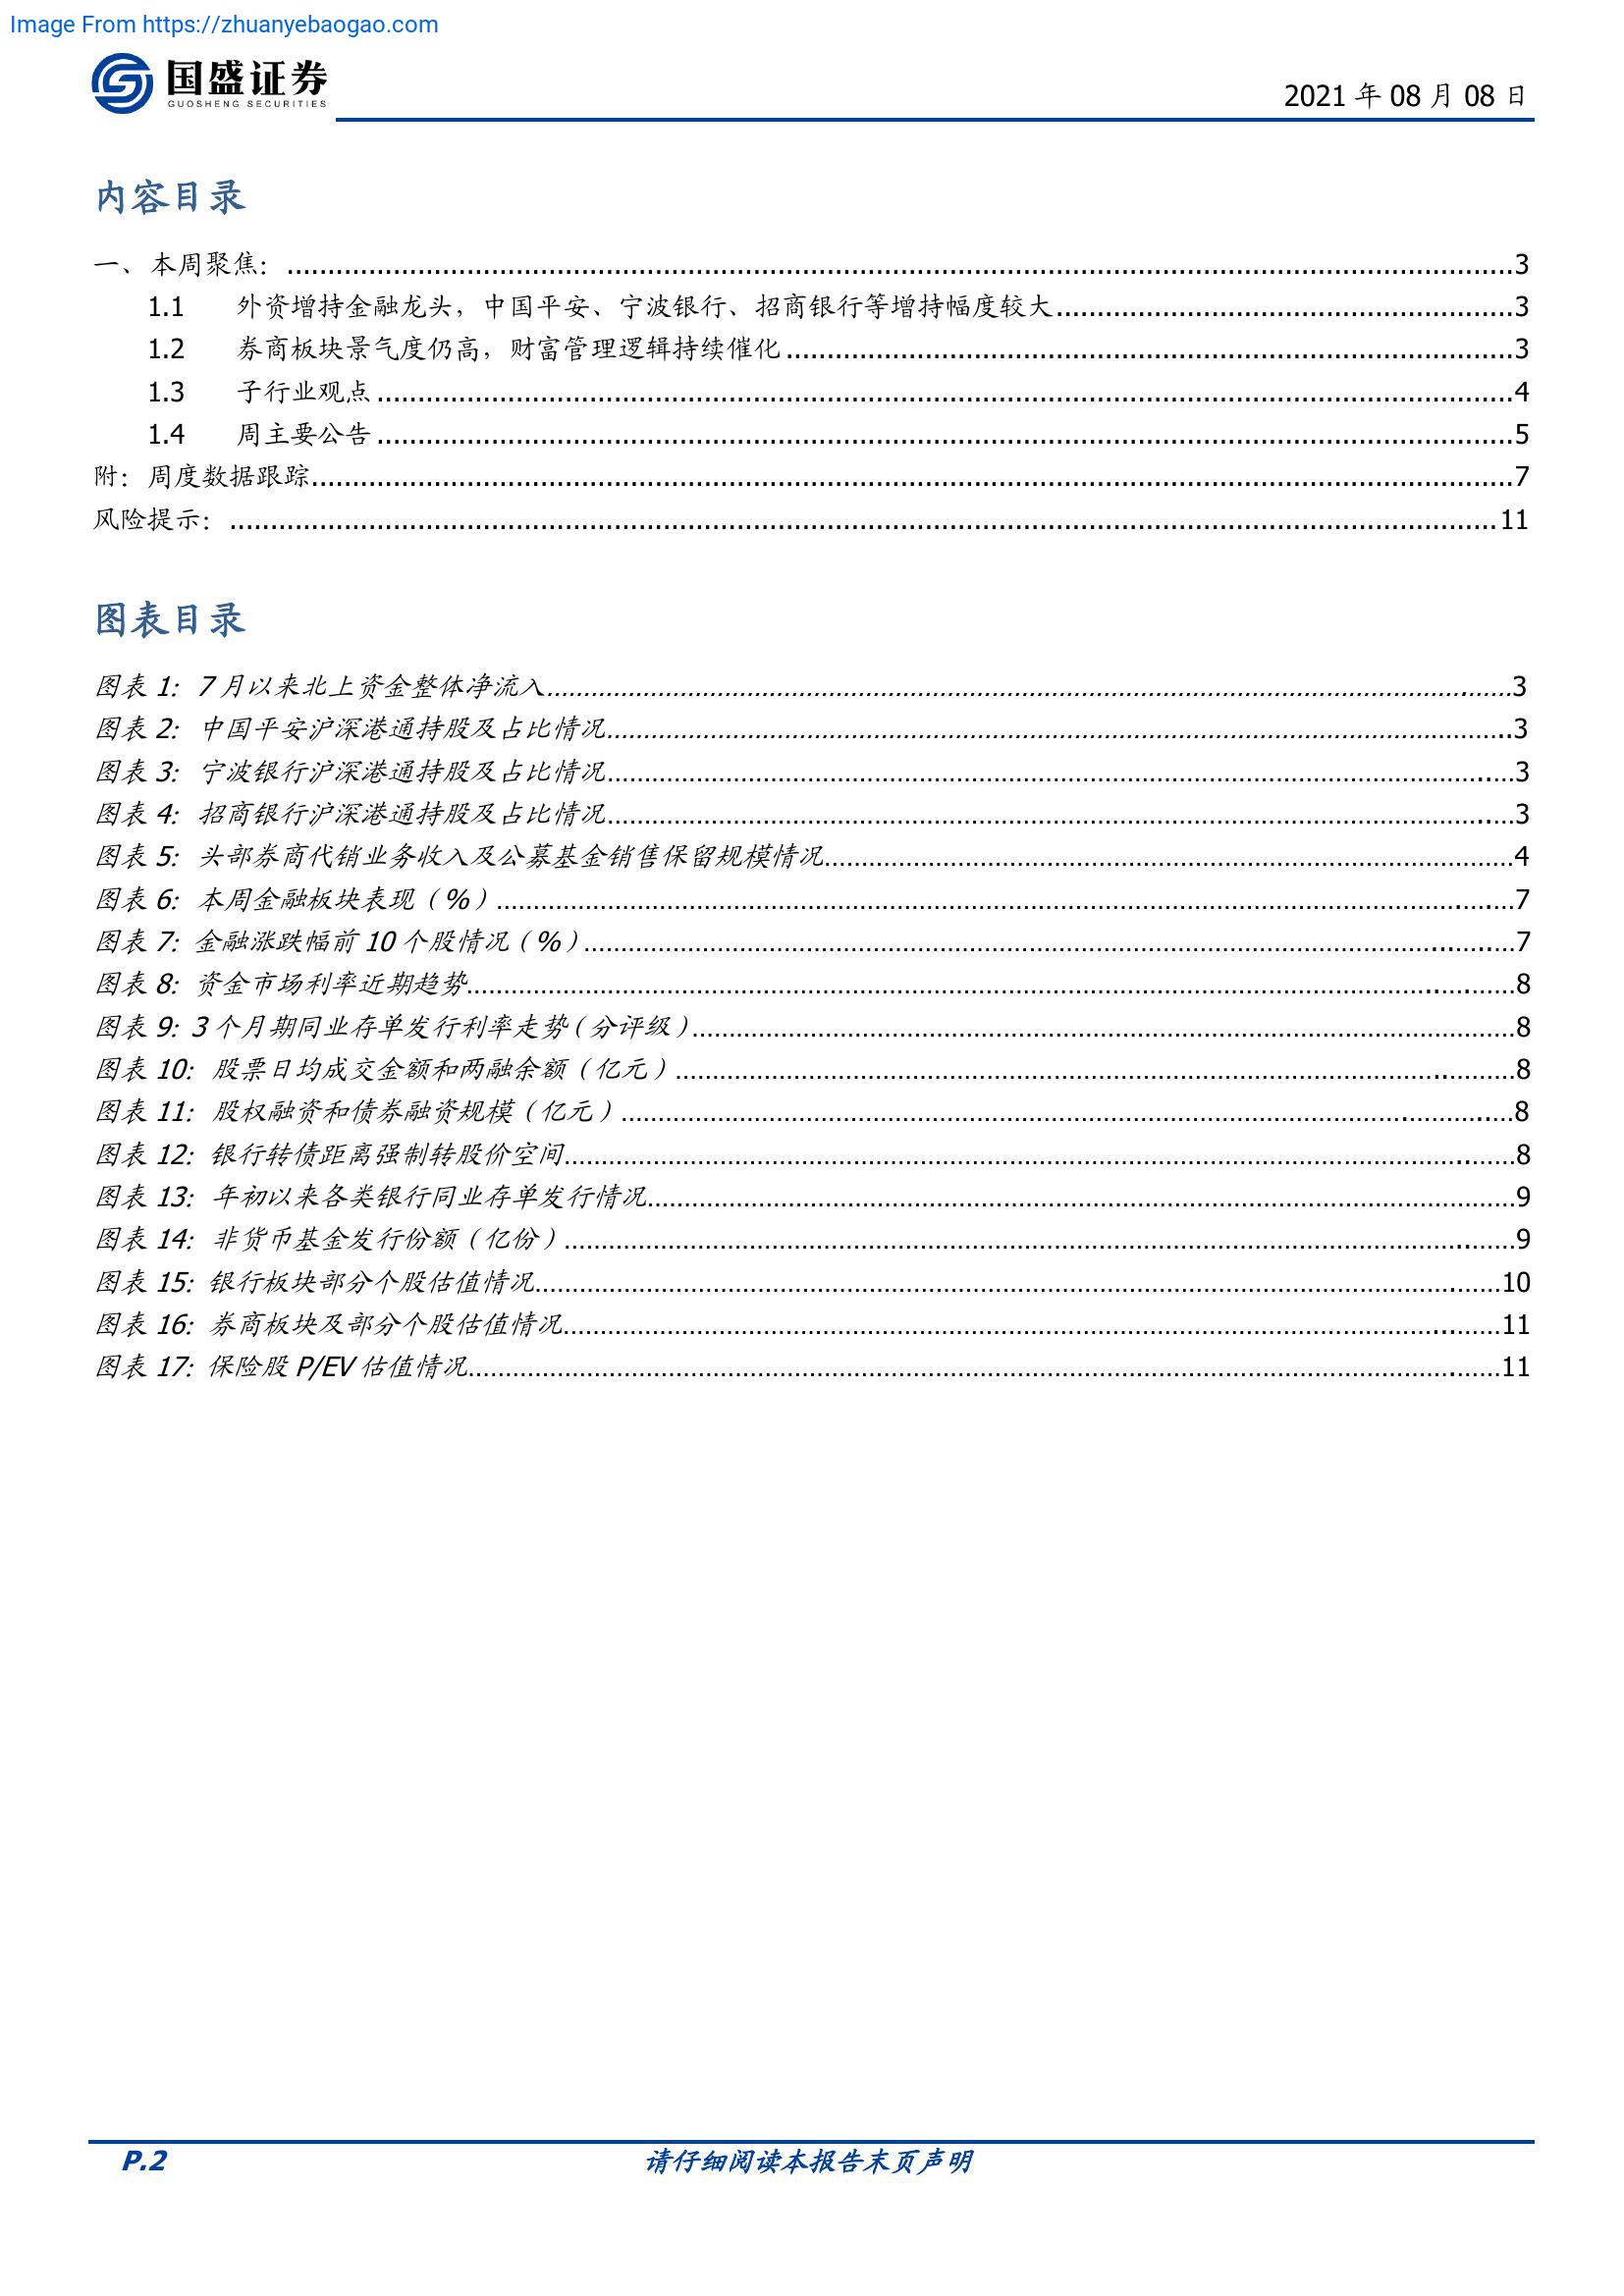 Image From https://zhuanyebaogao.com
国盛证券
GUOSHENG SECURITIES
2021 年 08 月 08 日
内容目录
一、本周聚焦：...3
1.1 外资增持金融龙头，中国平安、宁波银行、招商银行等增持幅度较大...3
1.2 券商板块景气度仍高，财富管理逻辑持续催化...3
1.3 子行业观点...4
1.4 周主要公告...5
附：周度数据跟踪...7
风险提示：...11
图表目录
图表 1：7 月以来北上资金整体净流入...3
图表 2：中国平安沪深港通持股及占比情况...3
图表 3：宁波银行沪深港通持股及占比情况...3
图表 4：招商银行沪深港通持股及占比情况...3
图表 5：头部券商代销业务收入及公募基金销售保留规模情况...4
图表 6：本周金融板块表现（%）...7
图表 7：金融涨跌幅前 10 个股情况（%）...7
图表 8：资金市场利率近期趋势...8
图表 9：3 个月期同业存单发行利率走势（分评级）...8
图表 10：股票日均成交金额和两融余额（亿元）...8
图表 11：股权融资和债券融资规模（亿元）...8
图表 12：银行转债距离强制转股价空间...8
图表 13：年初以来各类银行同业存单发行情况...9
图表 14：非货币基金发行份额（亿份）...9
图表 15：银行板块部分个股估值情况...10
图表 16：券商板块及部分个股估值情况...11
图表 17：保险股 P/EV 估值情况...11
P.2 请仔细阅读本报告末页声明